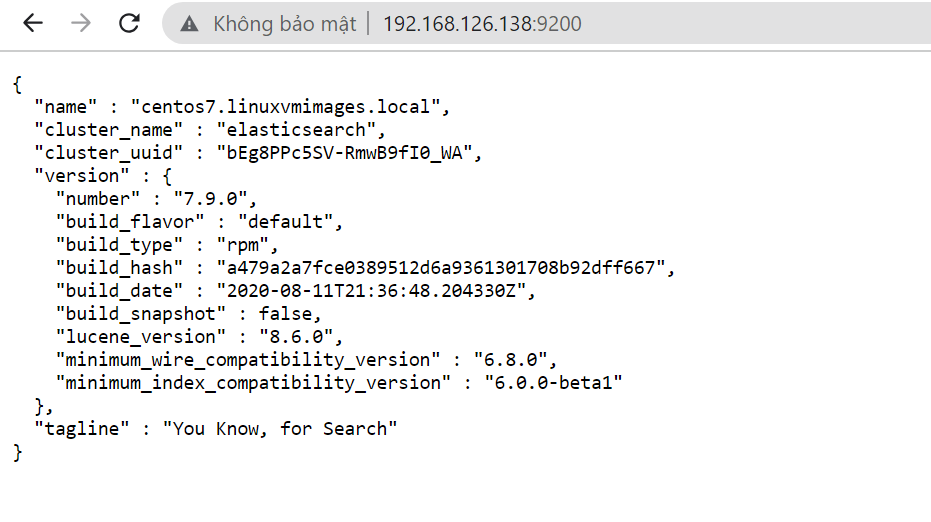 Không bảo mật | 192.168.126.138:9200
{
  "name" : "centos7.linuxvmimages.local",
  "cluster_name" : "elasticsearch",
  "cluster_uuid" : "bEg8PPc5SV-RmwB9fI0_WA",
  "version" : {
    "number" : "7.9.0",
    "build_flavor" : "default",
    "build_type" : "rpm",
    "build_hash" : "a479a2a7fce0389512d6a9361301708b92dff667",
    "build_date" : "2020-08-11T21:36:48.204330Z",
    "build_snapshot" : false,
    "lucene_version" : "8.6.0",
    "minimum_wire_compatibility_version" : "6.8.0",
    "minimum_index_compatibility_version" : "6.0.0-beta1"
  },
  "tagline" : "You Know, for Search"
}